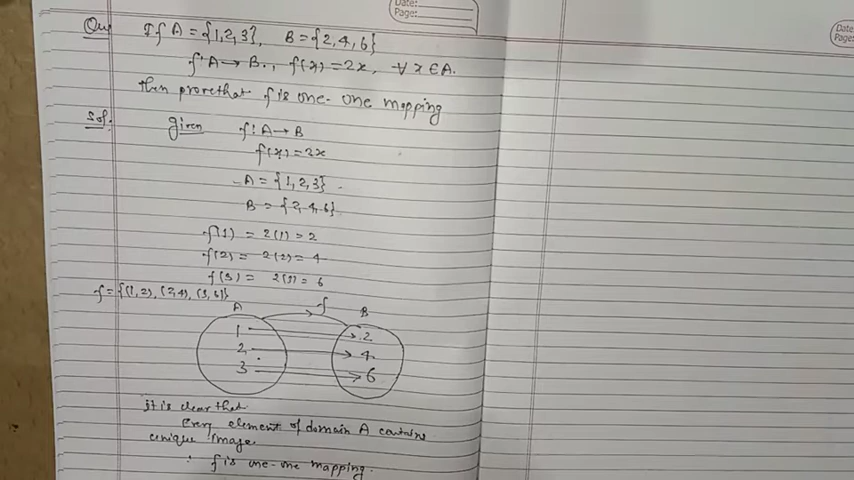 Date:
Page:
Date:
Page:
Que If A = {1,2,3}, B = {2,4,6}
f: A → B., f(x) = 2x, ∀ x ∈ A.
then prove that f is one-one mapping
Sol. given f: A → B
f(x) = 2x
A = {1,2,3}
B = {2,4,6}
f(1) = 2(1) = 2
f(2) = 2(2) = 4
f(3) = 2(3) = 6
f = {(1,2), (2,4), (3,6)}
A f B
1 2
2 4
3 6
it is clear that
Every element of domain A contains
unique image
∴ f is one-one mapping.